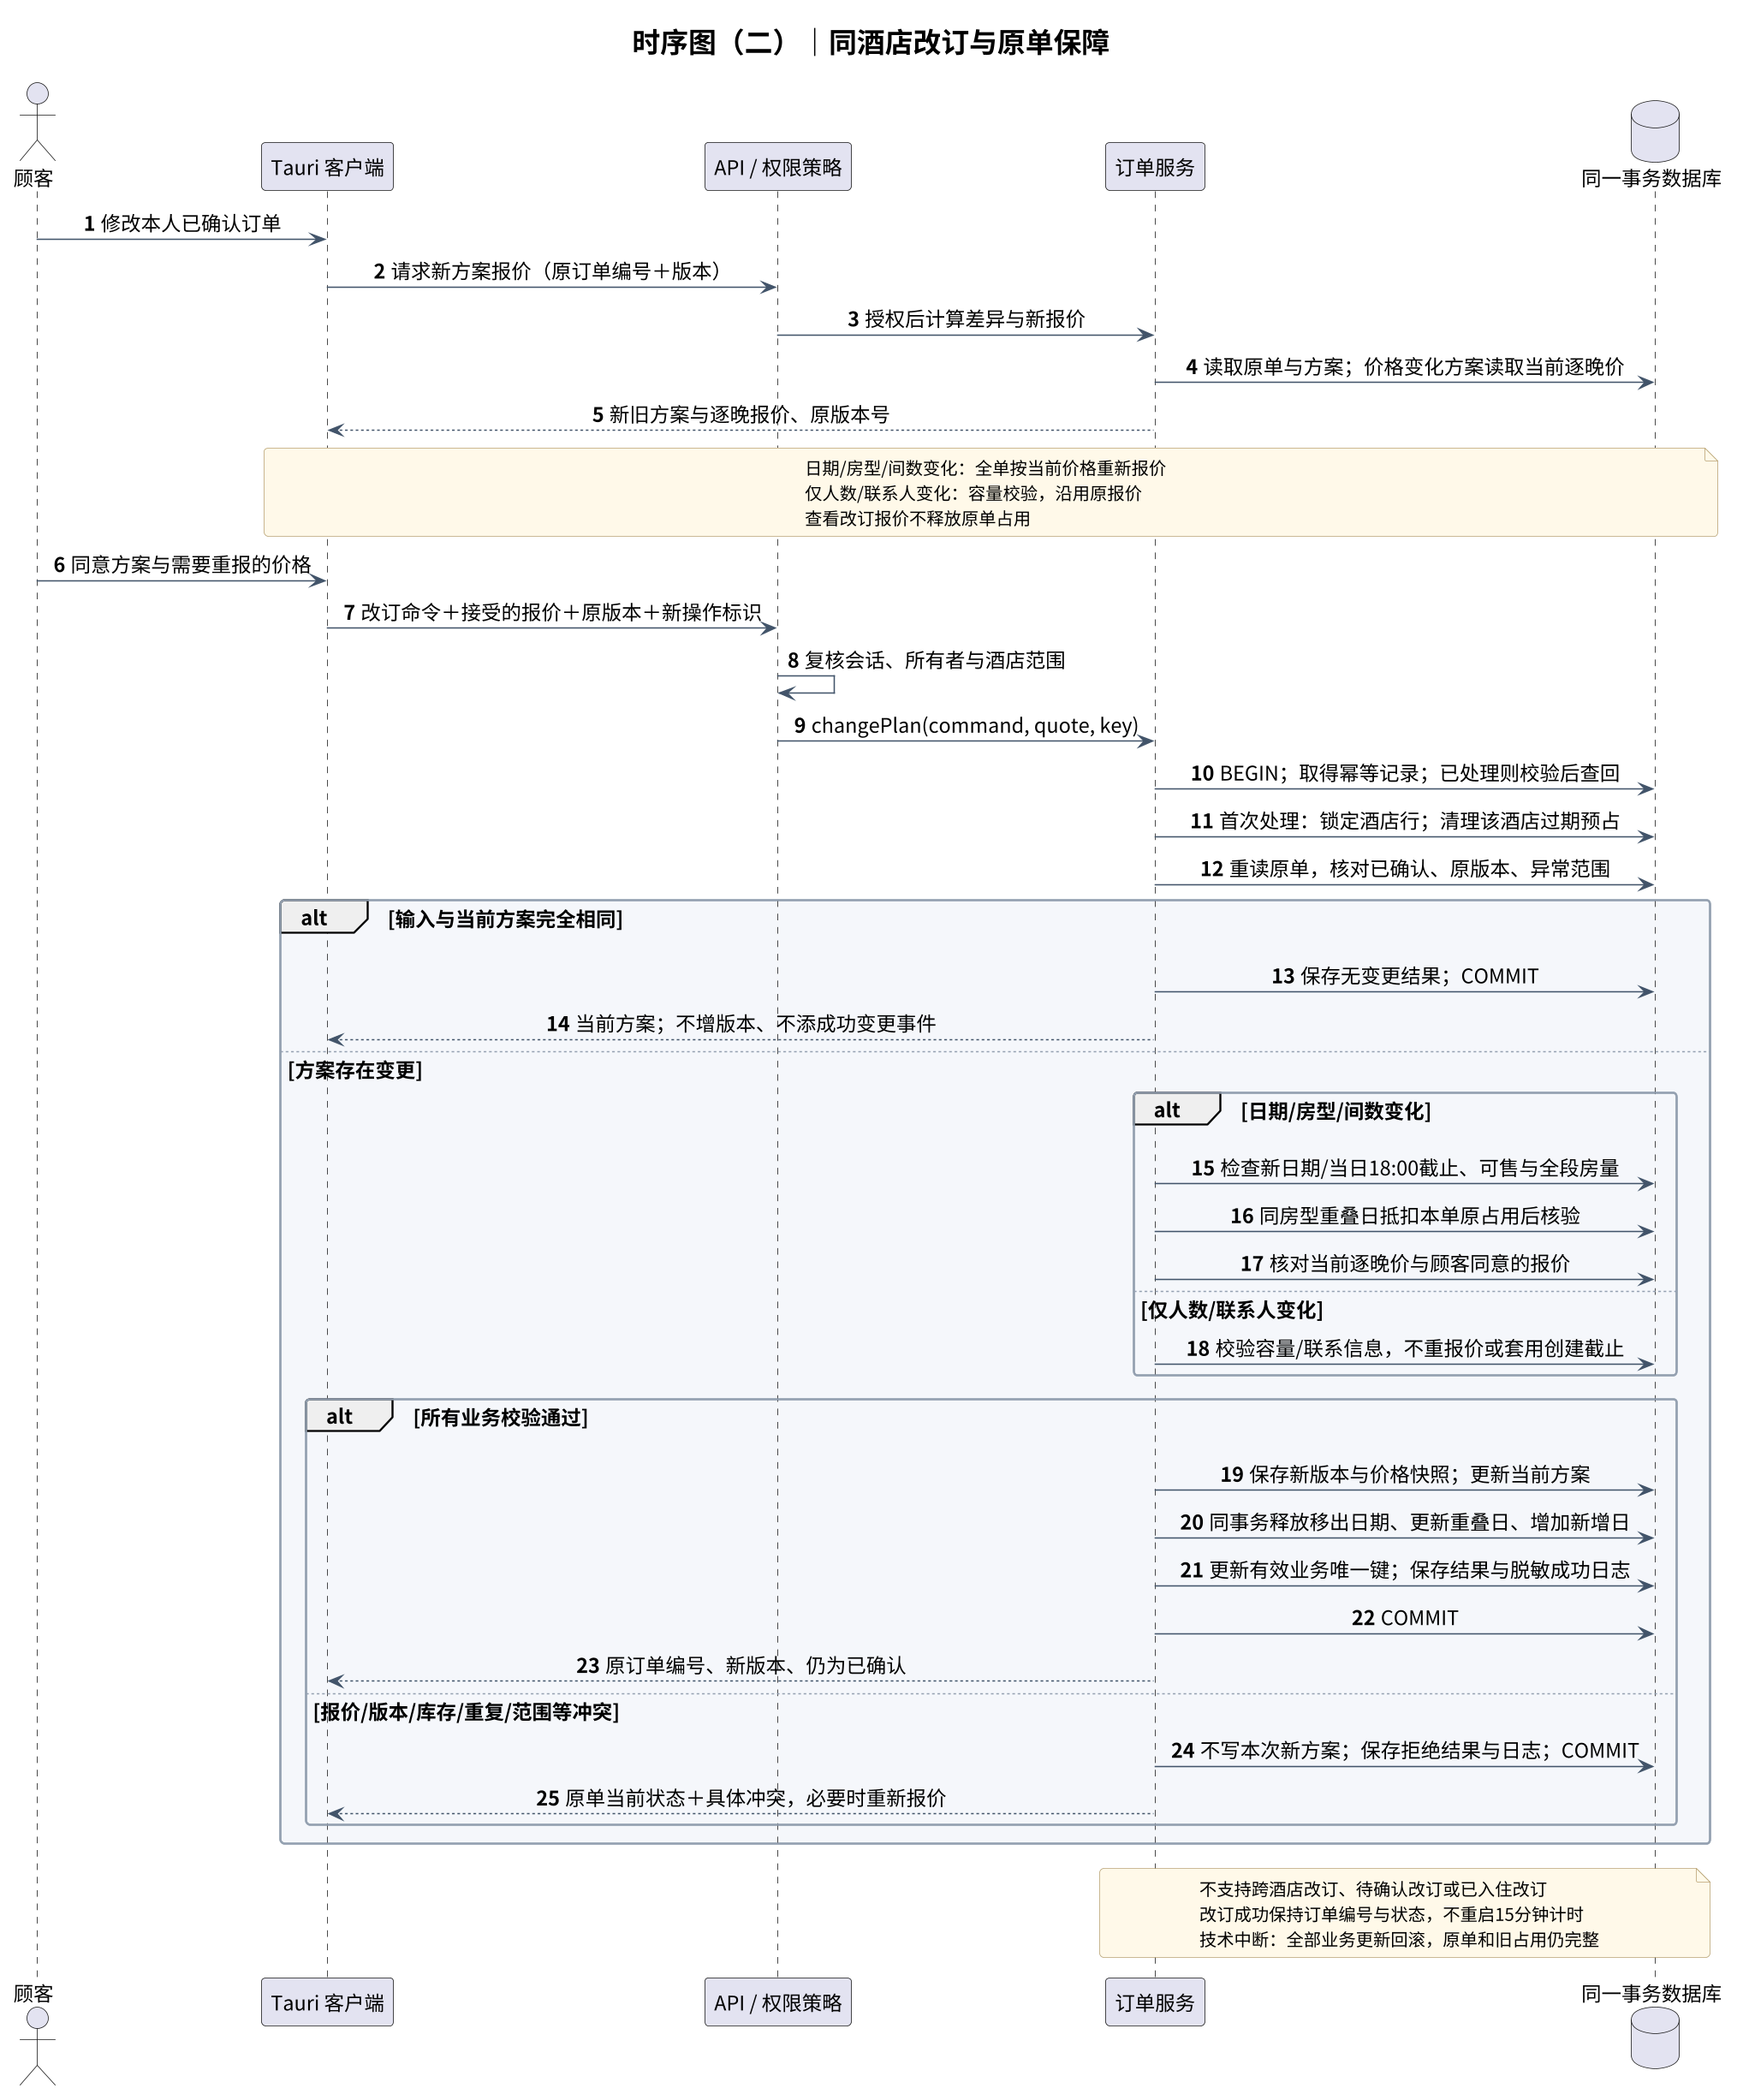 时序图（二）｜同酒店改订与原单保障
顾客
Tauri 客户端
API / 权限策略
订单服务
同一事务数据库
1 修改本人已确认订单
2 请求新方案报价（原订单编号＋版本）
3 授权后计算差异与新报价
4 读取原单与方案；价格变化方案读取当前逐晚价
5 新旧方案与逐晚报价、原版本号
日期/房型/间数变化：全单按当前价格重新报价
仅人数/联系人变化：容量校验，沿用原报价
查看改订报价不释放原单占用
6 同意方案与需要重报的价格
7 改订命令＋接受的报价＋原版本＋新操作标识
8 复核会话、所有者与酒店范围
9 changePlan(command, quote, key)
10 BEGIN；取得幂等记录；已处理则校验后查回
11 首次处理：锁定酒店行；清理该酒店过期预占
12 重读原单，核对已确认、原版本、异常范围
alt [输入与当前方案完全相同]
13 保存无变更结果；COMMIT
14 当前方案；不增版本、不添成功变更事件
[方案存在变更]
alt [日期/房型/间数变化]
15 检查新日期/当日18:00截止、可售与全段房量
16 同房型重叠日抵扣本单原占用后核验
17 核对当前逐晚价与顾客同意的报价
[仅人数/联系人变化]
18 校验容量/联系信息，不重报价或套用创建截止
alt [所有业务校验通过]
19 保存新版本与价格快照；更新当前方案
20 同事务释放移出日期、更新重叠日、增加新增日
21 更新有效业务唯一键；保存结果与脱敏成功日志
22 COMMIT
23 原订单编号、新版本、仍为已确认
[报价/版本/库存/重复/范围等冲突]
24 不写本次新方案；保存拒绝结果与日志；COMMIT
25 原单当前状态＋具体冲突，必要时重新报价
不支持跨酒店改订、待确认改订或已入住改订
改订成功保持订单编号与状态，不重启15分钟计时
技术中断：全部业务更新回滚，原单和旧占用仍完整
顾客
Tauri 客户端
API / 权限策略
订单服务
同一事务数据库